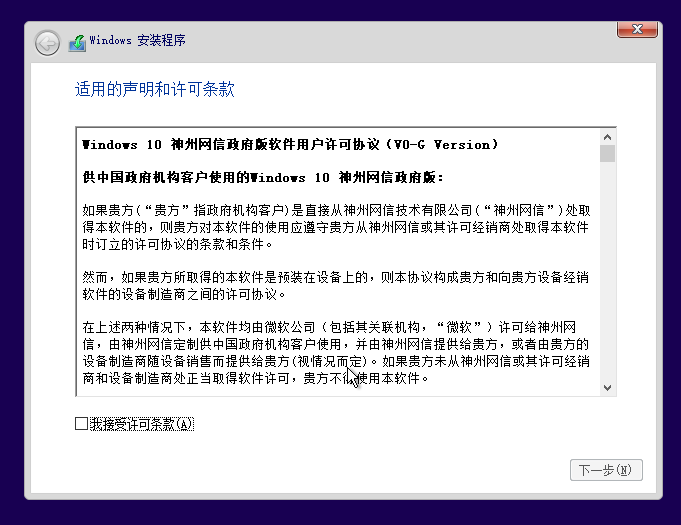 Windows 安装程序
适用的声明和许可条款
Windows 10 神州网信政府版软件用户许可协议（V0-G Version）
供中国政府机构客户使用的Windows 10 神州网信政府版：
如果贵方(“贵方”指政府机构客户)是直接从神州网信技术有限公司(“神州网信”)处取
得本软件的，则贵方对本软件的使用应遵守贵方从神州网信或其许可经销商处取得本软件
时订立的许可协议的条款和条件。
然而，如果贵方所取得的本软件是预装在设备上的，则本协议构成贵方和向贵方设备经销
软件的设备制造商之间的许可协议。
在上述两种情况下，本软件均由微软公司（包括其关联机构，“微软”）许可给神州网
信，由神州网信定制供中国政府机构客户使用，并由神州网信提供给贵方，或者由贵方的
设备制造商随设备销售而提供给贵方(视情况而定)。如果贵方未从神州网信或其许可经销
商和设备制造商处正当取得软件许可，贵方不得使用本软件。
我接受许可条款(A)
下一步(N)